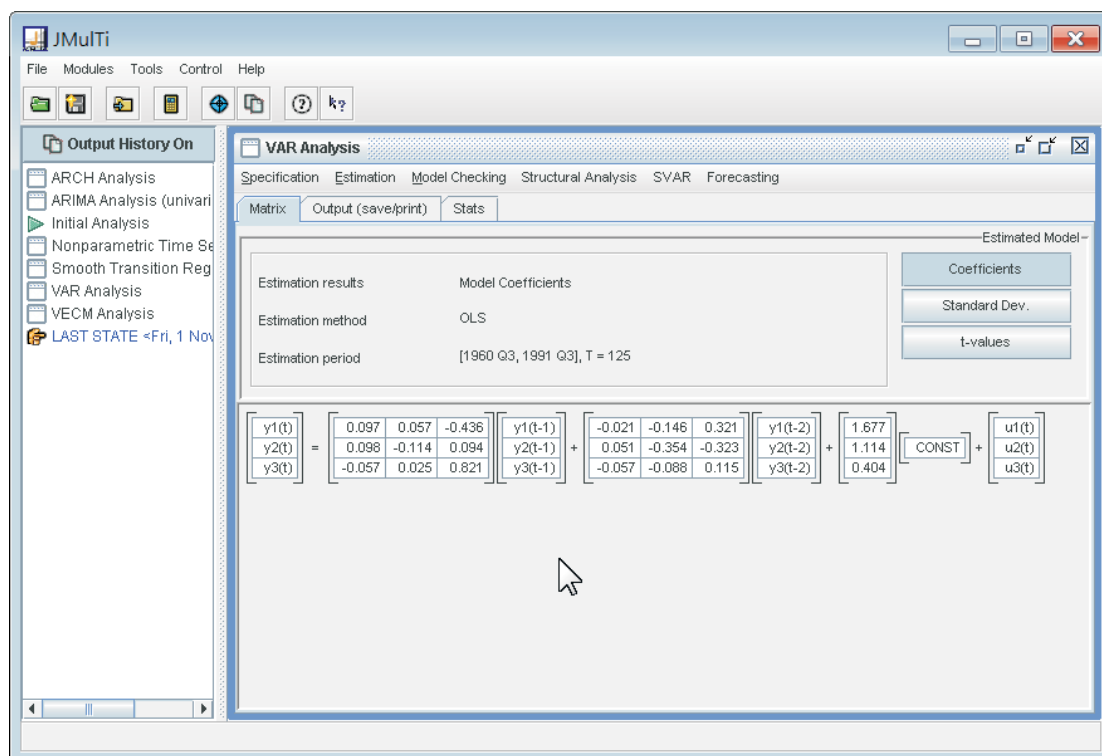 JMulTi
File Modules Tools Control Help
Output History On
ARCH Analysis
ARIMA Analysis (univari
Initial Analysis
Nonparametric Time Se
Smooth Transition Reg
VAR Analysis
VECM Analysis
LAST STATE <Fri, 1 Nov
VAR Analysis
Specification Estimation Model Checking Structural Analysis SVAR Forecasting
Matrix Output (save/print) Stats
Estimated Model
Estimation results Model Coefficients
Estimation method OLS
Estimation period [1960 Q3, 1991 Q3], T = 125
Coefficients
Standard Dev.
t-values
y1(t) 0.097 0.057 -0.436 y1(t-1) -0.021 -0.146 0.321 y1(t-2) 1.677 u1(t)
y2(t) = 0.098 -0.114 0.094 y2(t-1) + 0.051 -0.354 -0.323 y2(t-2) + 1.114 CONST + u2(t)
y3(t) -0.057 0.025 0.821 y3(t-1) -0.057 -0.088 0.115 y3(t-2) 0.404 u3(t)